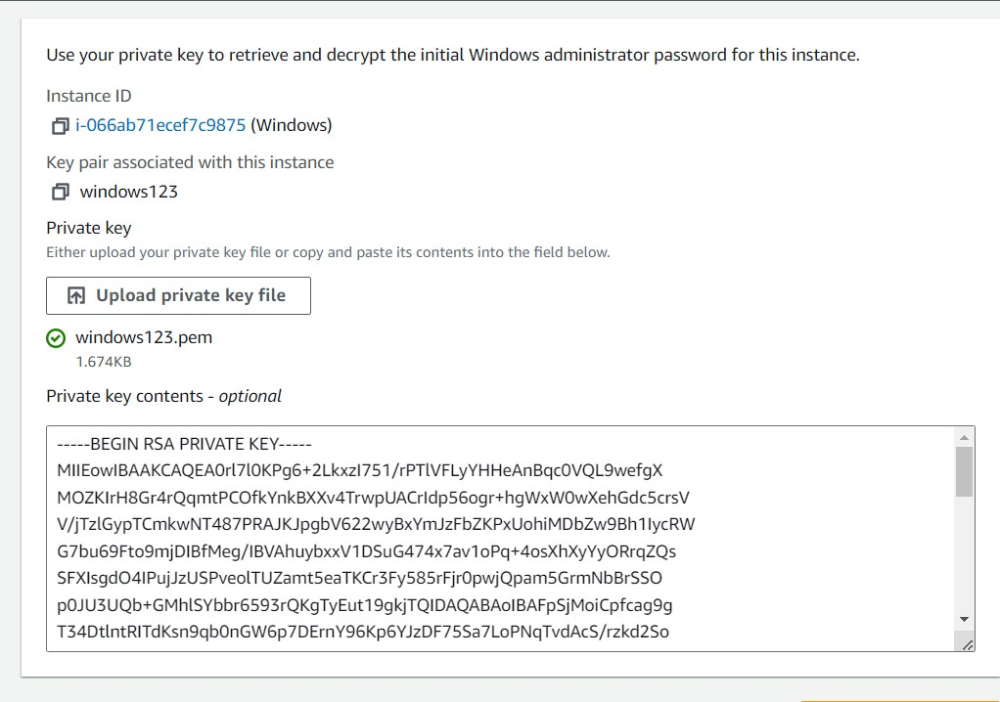 Use your private key to retrieve and decrypt the initial Windows administrator password for this instance.
Instance ID
i-066ab71ecef7c9875 (Windows)
Key pair associated with this instance
windows123
Private key
Either upload your private key file or copy and paste its contents into the field below.
Upload private key file
windows123.pem
1.674KB
Private key contents - optional
-----BEGIN RSA PRIVATE KEY-----
MIIEowIBAAKCAQEA0rl7l0KPg6+2LkxzI751/rPTlVFLyYHHeAnBqc0VQL9wefgX
MOZKIrH8Gr4rQqmtPCOfkYnkBXXv4TrwpUACrIdp56ogr+hgWxW0wXehGdc5crsV
V/jTzlGypTCmkwNT487PRAJKJpgbV622wyBxYmJzFbZKPxUohiMDbZw9Bh1IycRW
G7bu69Fto9mjDIBfMeg/IBVAhuybxxV1DSuG474x7av1oPq+4osXhXyYyORrqZQs
SFXIsgdO4IPujJzUSPveolTUZamt5eaTKCr3Fy585rFjr0pwjQpam5GrmNbBrSSO
p0JU3UQb+GMhlSYbbr6593rQKgTyEut19gkjTQIDAQABAoIBAFpSjMoiCpfcag9g
T34DtlntRITdKsn9qb0nGW6p7DErnY96Kp6YJzDF75Sa7LoPNqTvdAcS/rzkd2So